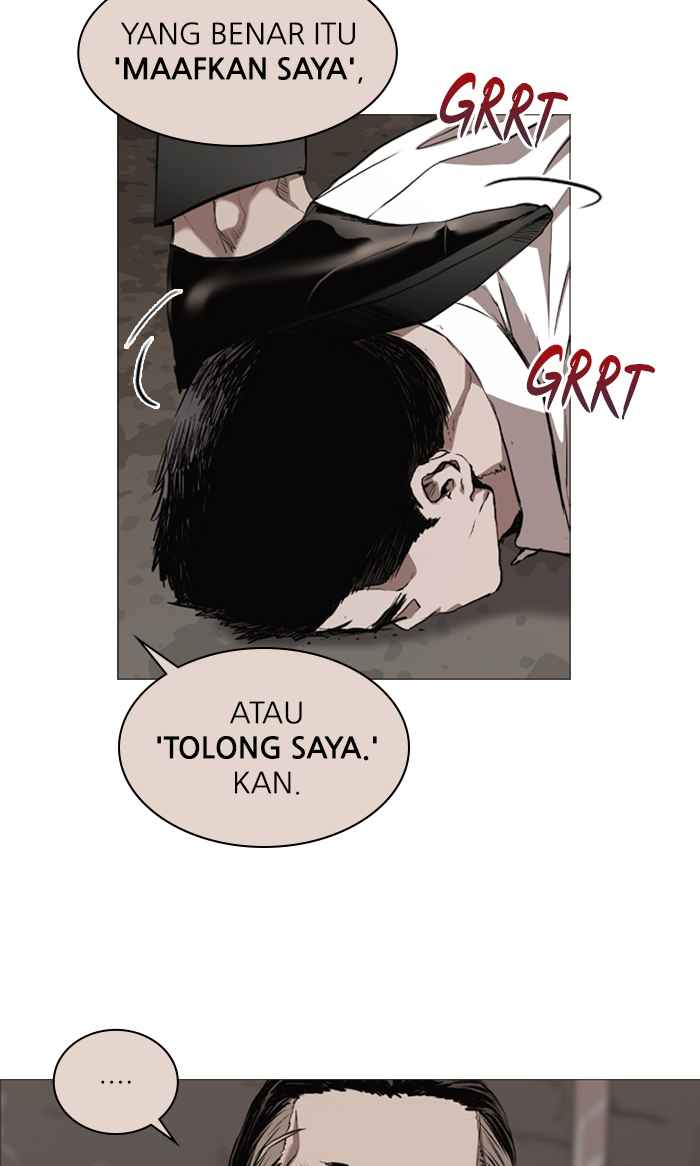 YANG BENAR ITU
'MAAFKAN SAYA',
GRRT
GRRT
ATAU
'TOLONG SAYA.'
KAN.
....